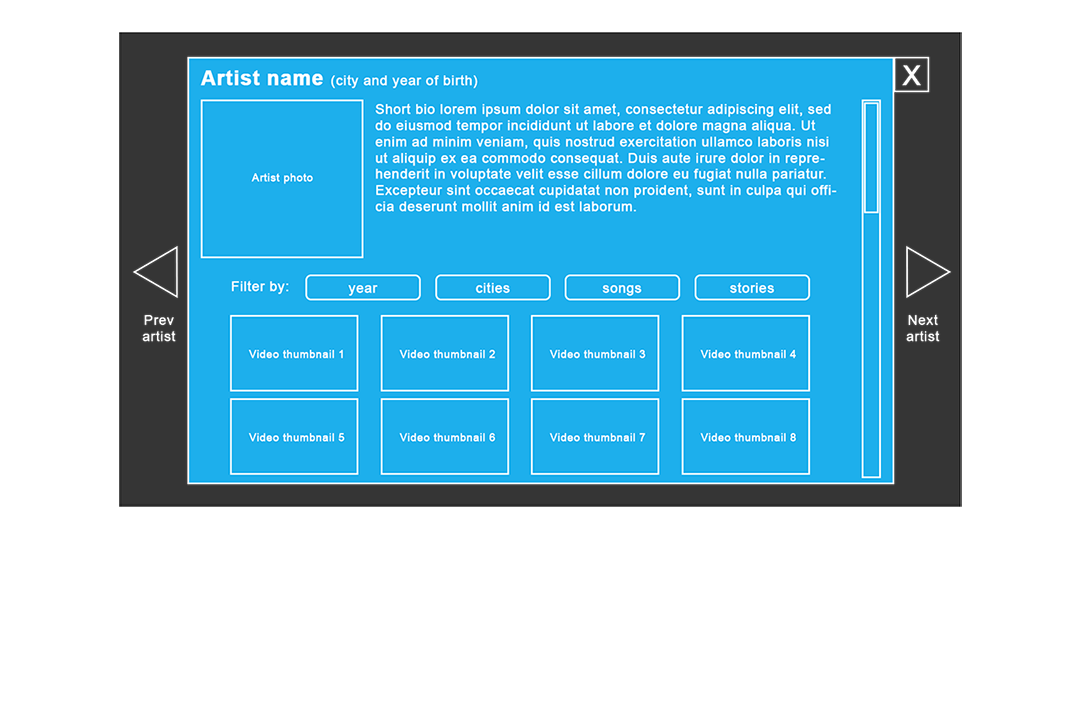 Artist name (city and year of birth)
X
Short bio lorem ipsum dolor sit amet, consectetur adipiscing elit, sed
do eiusmod tempor incididunt ut labore et dolore magna aliqua. Ut
enim ad minim veniam, quis nostrud exercitation ullamco laboris nisi
ut aliquip ex ea commodo consequat. Duis aute irure dolor in repre-
henderit in voluptate velit esse cillum dolore eu fugiat nulla pariatur.
Excepteur sint occaecat cupidatat non proident, sunt in culpa qui offi-
cia deserunt mollit anim id est laborum.
Artist photo
Filter by: year cities songs stories
Prev
artist
Next
artist
Video thumbnail 1 Video thumbnail 2 Video thumbnail 3 Video thumbnail 4
Video thumbnail 5 Video thumbnail 6 Video thumbnail 7 Video thumbnail 8